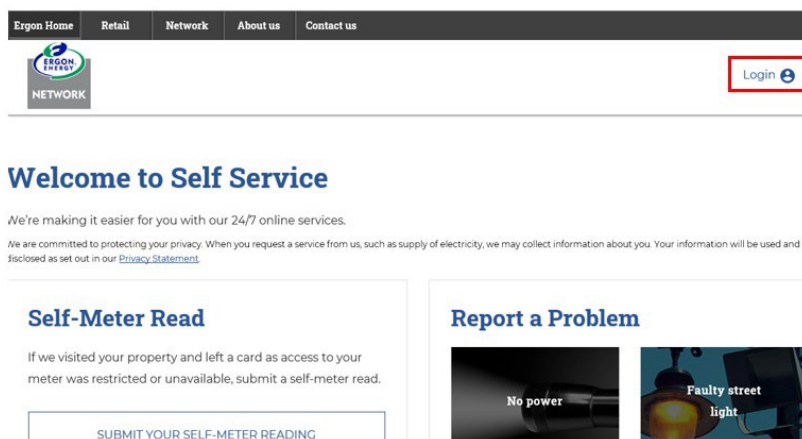 Ergon Home Retail Network About us Contact us
ERGON
ENERGY
NETWORK
Login
Welcome to Self Service
We're making it easier for you with our 24/7 online services.
We are committed to protecting your privacy. When you request a service from us, such as supply of electricity, we may collect information about you. Your information will be used and
disclosed as set out in our Privacy Statement.
Self-Meter Read
If we visited your property and left a card as access to your
meter was restricted or unavailable, submit a self-meter read.
SUBMIT YOUR SELF-METER READING
Report a Problem
No power
Faulty street
light